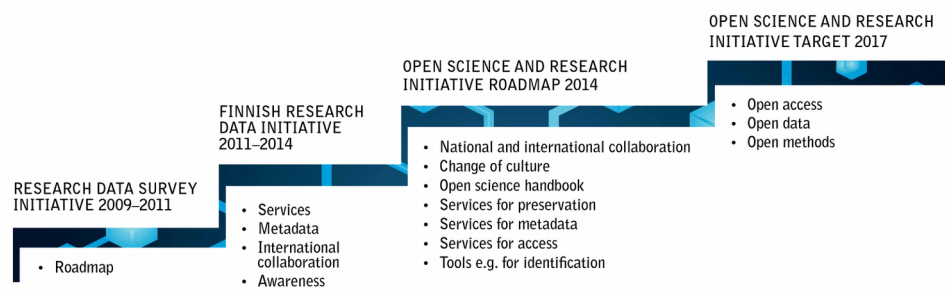 RESEARCH DATA SURVEY
INITIATIVE 2009–2011
• Roadmap
FINNISH RESEARCH
DATA INITIATIVE
2011–2014
• Services
• Metadata
• International
collaboration
• Awareness
OPEN SCIENCE AND RESEARCH
INITIATIVE ROADMAP 2014
• National and international collaboration
• Change of culture
• Open science handbook
• Services for preservation
• Services for metadata
• Services for access
• Tools e.g. for identification
OPEN SCIENCE AND RESEARCH
INITIATIVE TARGET 2017
• Open access
• Open data
• Open methods